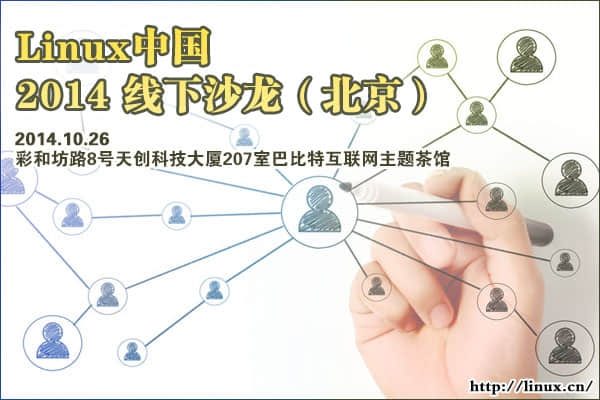 Linux中国
2014 线下沙龙（北京）
2014.10.26
彩和坊路8号天创科技大厦207室巴比特互联网主题茶馆
http://linux.cn/